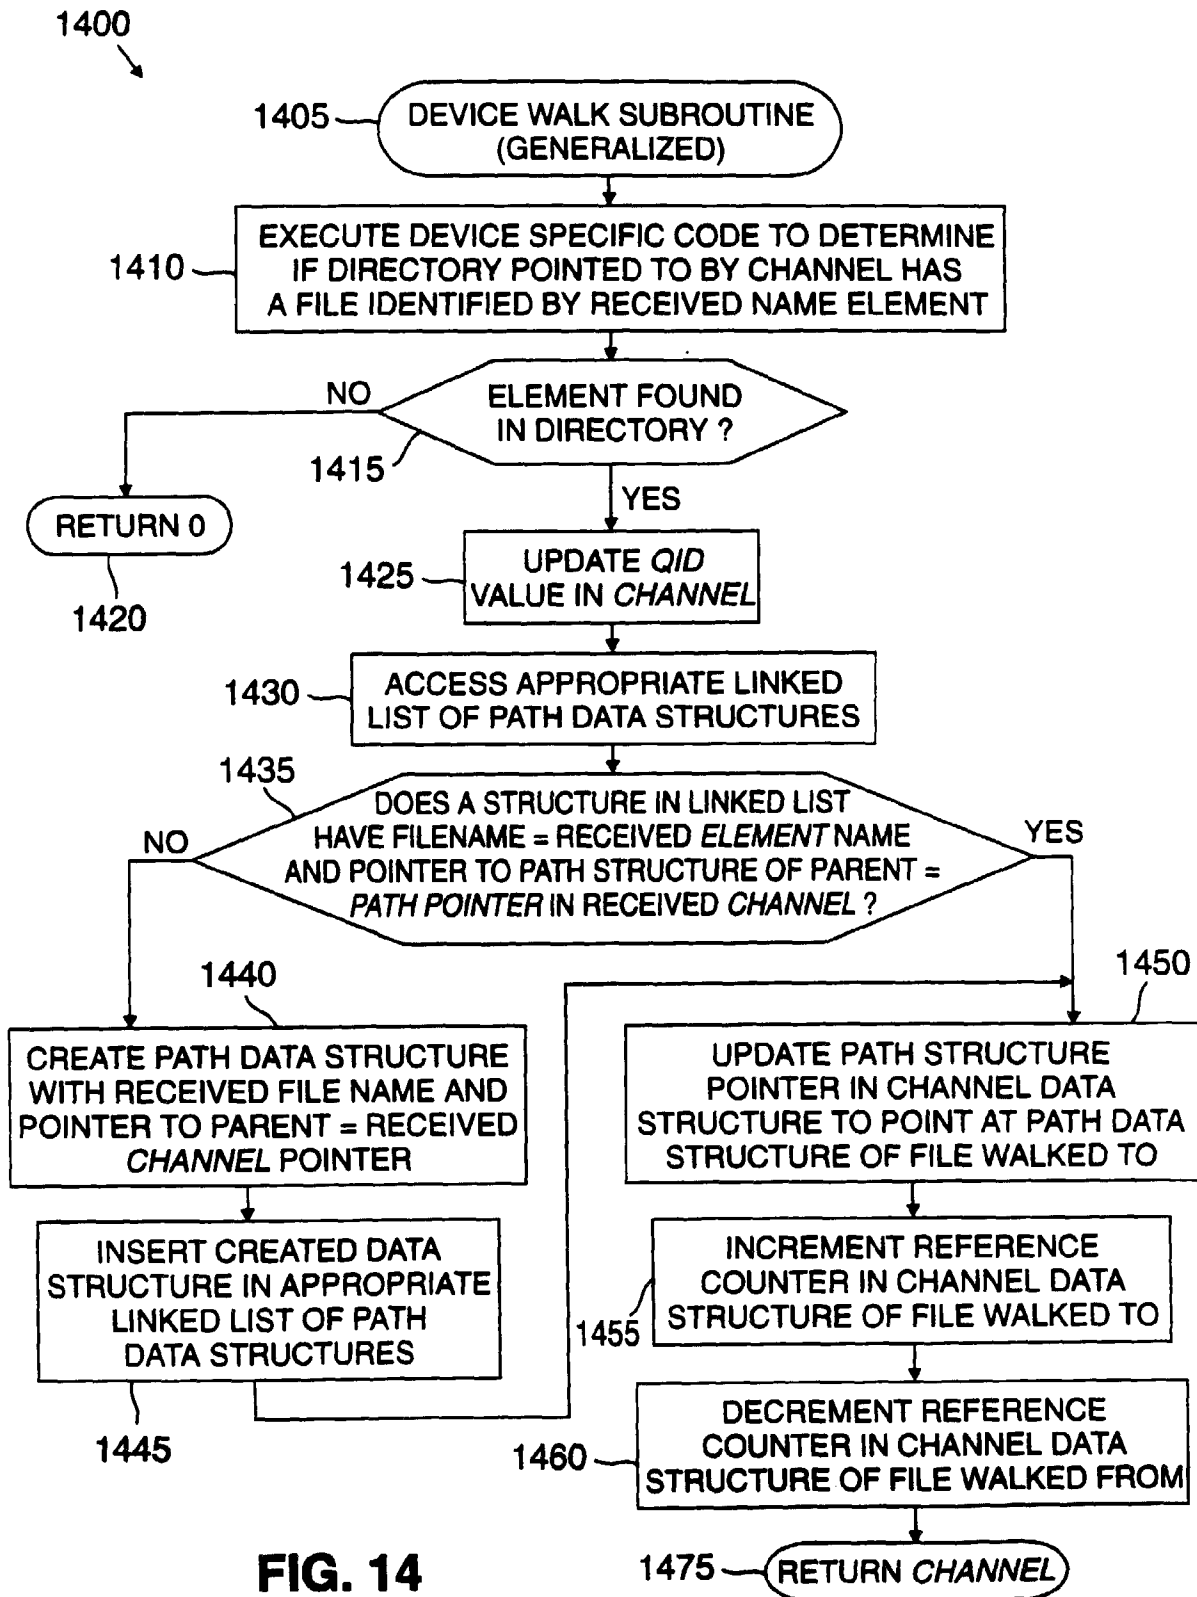 1400
1405
DEVICE WALK SUBROUTINE
(GENERALIZED)
1410
EXECUTE DEVICE SPECIFIC CODE TO DETERMINE
IF DIRECTORY POINTED TO BY CHANNEL HAS
A FILE IDENTIFIED BY RECEIVED NAME ELEMENT
NO
ELEMENT FOUND
IN DIRECTORY ?
1415
YES
RETURN 0
1420
1425
UPDATE QID
VALUE IN CHANNEL
1430
ACCESS APPROPRIATE LINKED
LIST OF PATH DATA STRUCTURES
1435
NO
DOES A STRUCTURE IN LINKED LIST
HAVE FILENAME = RECEIVED ELEMENT NAME
AND POINTER TO PATH STRUCTURE OF PARENT =
PATH POINTER IN RECEIVED CHANNEL ?
YES
1440
CREATE PATH DATA STRUCTURE
WITH RECEIVED FILE NAME AND
POINTER TO PARENT = RECEIVED
CHANNEL POINTER
INSERT CREATED DATA
STRUCTURE IN APPROPRIATE
LINKED LIST OF PATH
DATA STRUCTURES
1445
1450
UPDATE PATH STRUCTURE
POINTER IN CHANNEL DATA
STRUCTURE TO POINT AT PATH DATA
STRUCTURE OF FILE WALKED TO
INCREMENT REFERENCE
COUNTER IN CHANNEL DATA
STRUCTURE OF FILE WALKED TO
1455
DECREMENT REFERENCE
COUNTER IN CHANNEL DATA
STRUCTURE OF FILE WALKED FROM
1460
1475
RETURN CHANNEL
FIG. 14